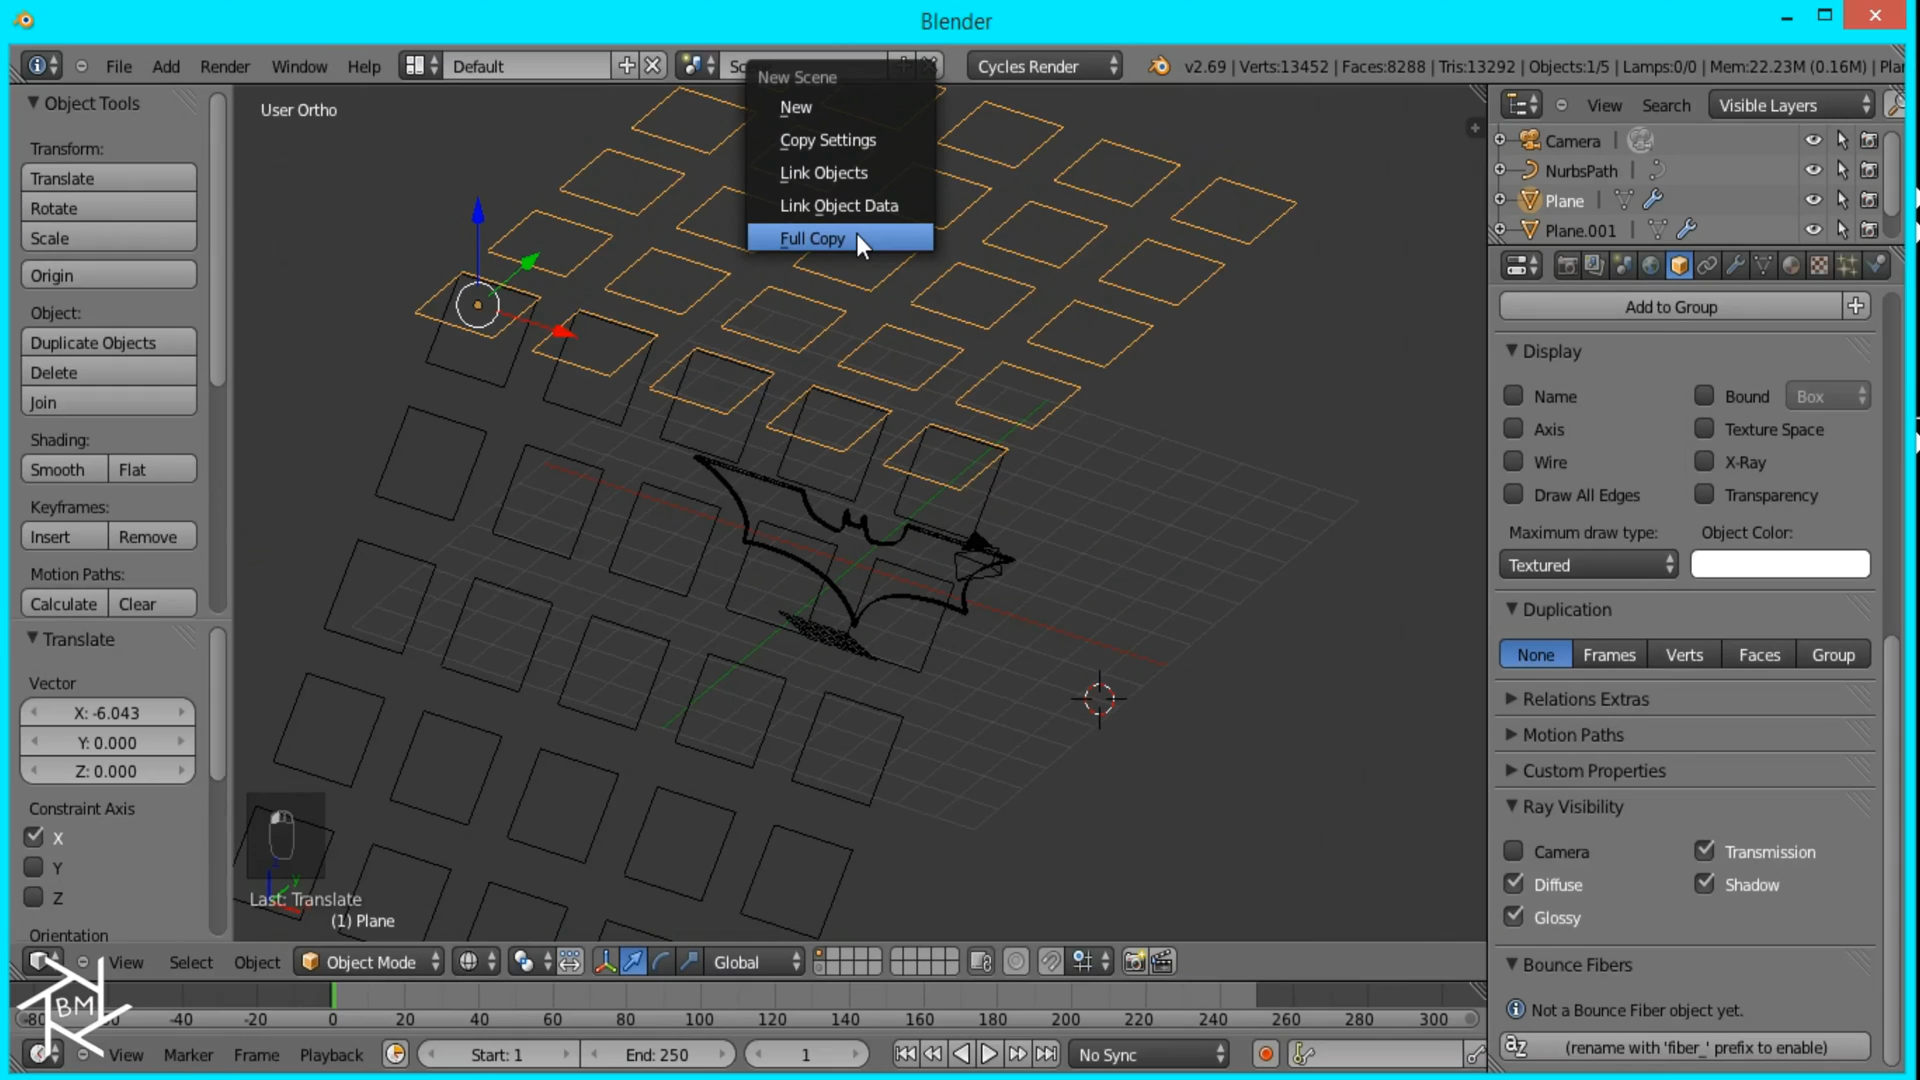 Blender
File Add Render Window Help Default Cycles Render v2.69 | Verts:13452 | Faces:8288 | Tris:13292 | Objects:1/5 | Lamps:0/0 | Mem:22.23M (0.16M) |
New Scene
New
Copy Settings
Link Objects
Link Object Data
Full Copy
User Ortho
Object Tools
Transform:
Translate
Rotate
Scale
Origin
Object:
Duplicate Objects
Delete
Join
Shading:
Smooth Flat
Keyframes:
Insert Remove
Motion Paths:
Calculate Clear
Translate
Vector
X: -6.043
Y: 0.000
Z: 0.000
Constraint Axis
X
Y
Z
Orientation
Last: Translate
(1) Plane
View Search Visible Layers
Camera
NurbsPath
Plane
Plane.001
Add to Group
Display
Name Bound Box
Axis Texture Space
Wire X-Ray
Draw All Edges Transparency
Maximum draw type: Object Color:
Textured
Duplication
None Frames Verts Faces Group
Relations Extras
Motion Paths
Custom Properties
Ray Visibility
Camera Transmission
Diffuse Shadow
Glossy
Bounce Fibers
Not a Bounce Fiber object yet.
(rename with 'fiber_' prefix to enable)
View Select Object Object Mode Global
BM
-40 -20 0 20 40 60 80 100 120 140 160 180 200 220 240 260 280 300
View Marker Frame Playback Start: 1 End: 250 1 No Sync